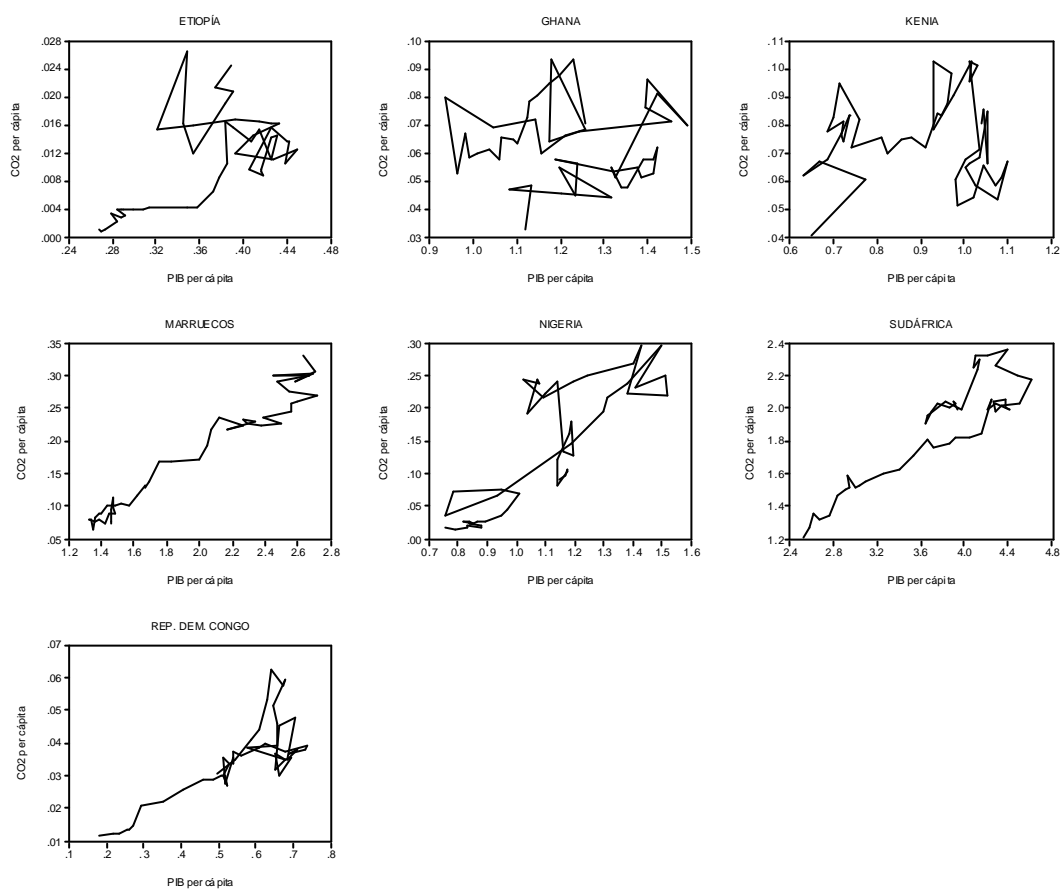 ETIOPÍA
.028
.024
.020
.016
.012
.008
.004
.000
.24 .28 .32 .36 .40 .44 .48
CO2 per cápita
PIB per cápita
GHANA
.10
.09
.08
.07
.06
.05
.04
.03
0.9 1.0 1.1 1.2 1.3 1.4 1.5
CO2 per cápita
PIB per cápita
KENIA
.11
.10
.09
.08
.07
.06
.05
.04
0.6 0.7 0.8 0.9 1.0 1.1 1.2
CO2 per cápita
PIB per cápita
MARRUECOS
.35
.30
.25
.20
.15
.10
.05
1.2 1.4 1.6 1.8 2.0 2.2 2.4 2.6 2.8
CO2 per cápita
PIB per cápita
NIGERIA
.30
.25
.20
.15
.10
.05
.00
0.7 0.8 0.9 1.0 1.1 1.2 1.3 1.4 1.5 1.6
CO2 per cápita
PIB per cápita
SUDÁFRICA
2.4
2.2
2.0
1.8
1.6
1.4
1.2
2.4 2.8 3.2 3.6 4.0 4.4 4.8
CO2 per cápita
PIB per cápita
REP. DEM. CONGO
.07
.06
.05
.04
.03
.02
.01
.1 .2 .3 .4 .5 .6 .7 .8
CO2 per cápita
PIB per cápita